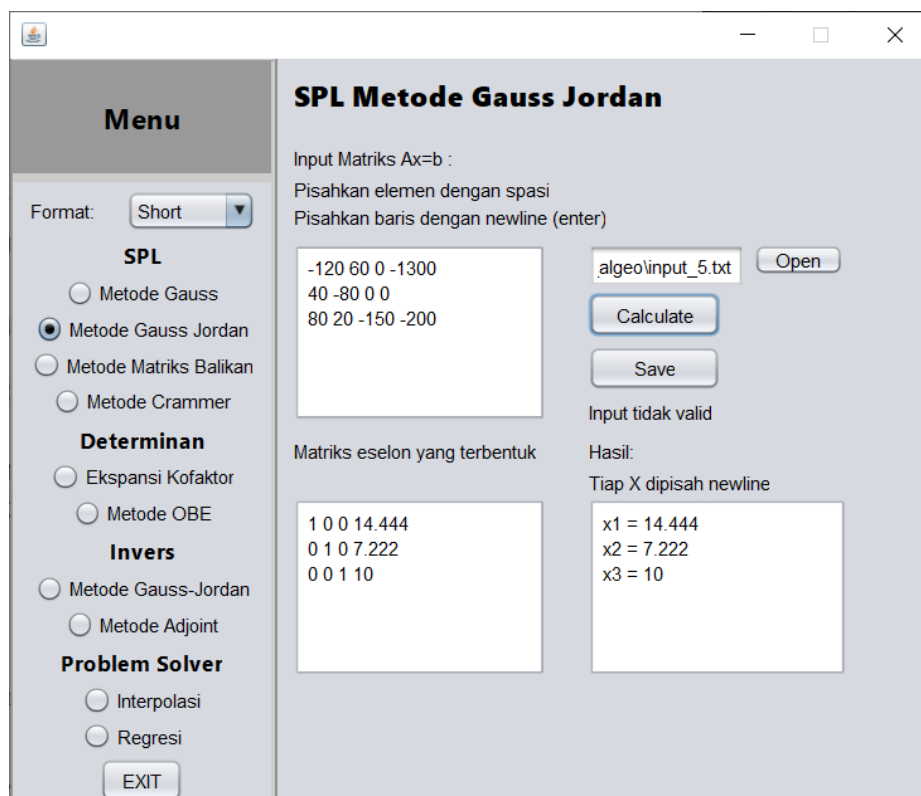 Menu
Format: Short
SPL
Metode Gauss
Metode Gauss Jordan
Metode Matriks Balikan
Metode Crammer
Determinan
Ekspansi Kofaktor
Metode OBE
Invers
Metode Gauss-Jordan
Metode Adjoint
Problem Solver
Interpolasi
Regresi
EXIT
SPL Metode Gauss Jordan
Input Matriks Ax=b :
Pisahkan elemen dengan spasi
Pisahkan baris dengan newline (enter)
-120 60 0 -1300
40 -80 0 0
80 20 -150 -200
algeo\input_5.txt Open
Calculate
Save
Input tidak valid
Matriks eselon yang terbentuk
1 0 0 14.444
0 1 0 7.222
0 0 1 10
Hasil:
Tiap X dipisah newline
x1 = 14.444
x2 = 7.222
x3 = 10